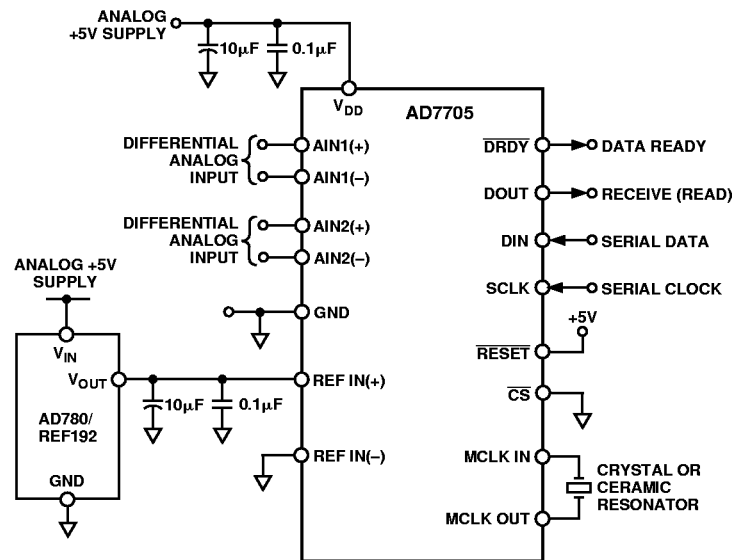 ANALOG
+5V SUPPLY
10μF
0.1μF
VDD
AD7705
DIFFERENTIAL
ANALOG
INPUT
AIN1(+)
AIN1(–)
DIFFERENTIAL
ANALOG
INPUT
AIN2(+)
AIN2(–)
GND
REF IN(+)
REF IN(–)
DRDY
DATA READY
DOUT
RECEIVE (READ)
DIN
SERIAL DATA
SCLK
SERIAL CLOCK
+5V
RESET
CS
MCLK IN
MCLK OUT
CRYSTAL OR
CERAMIC
RESONATOR
ANALOG +5V
SUPPLY
VIN
VOUT
AD780/
REF192
GND
10μF
0.1μF